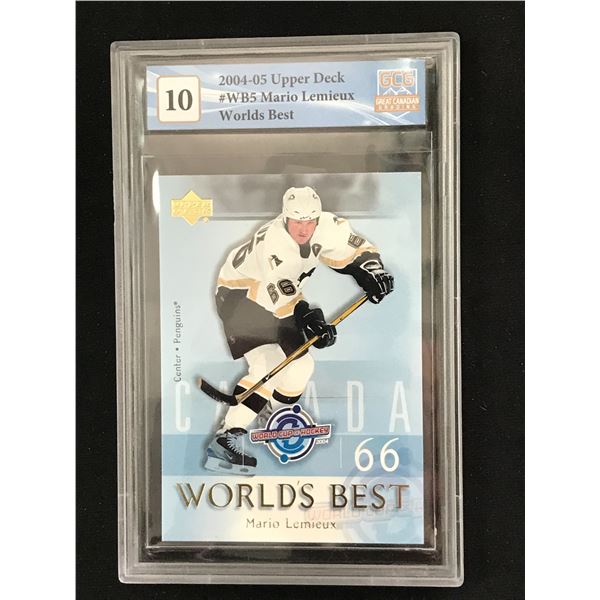 10
2004-05 Upper Deck
#WB5 Mario Lemieux
Worlds Best
GCG
GREAT CANADIAN
GRADING
UPPER
DECK
66
Center • Penguins®
CANADA
WORLD CUP OF HOCKEY
2004
66
WORLD'S BEST
Mario Lemieux